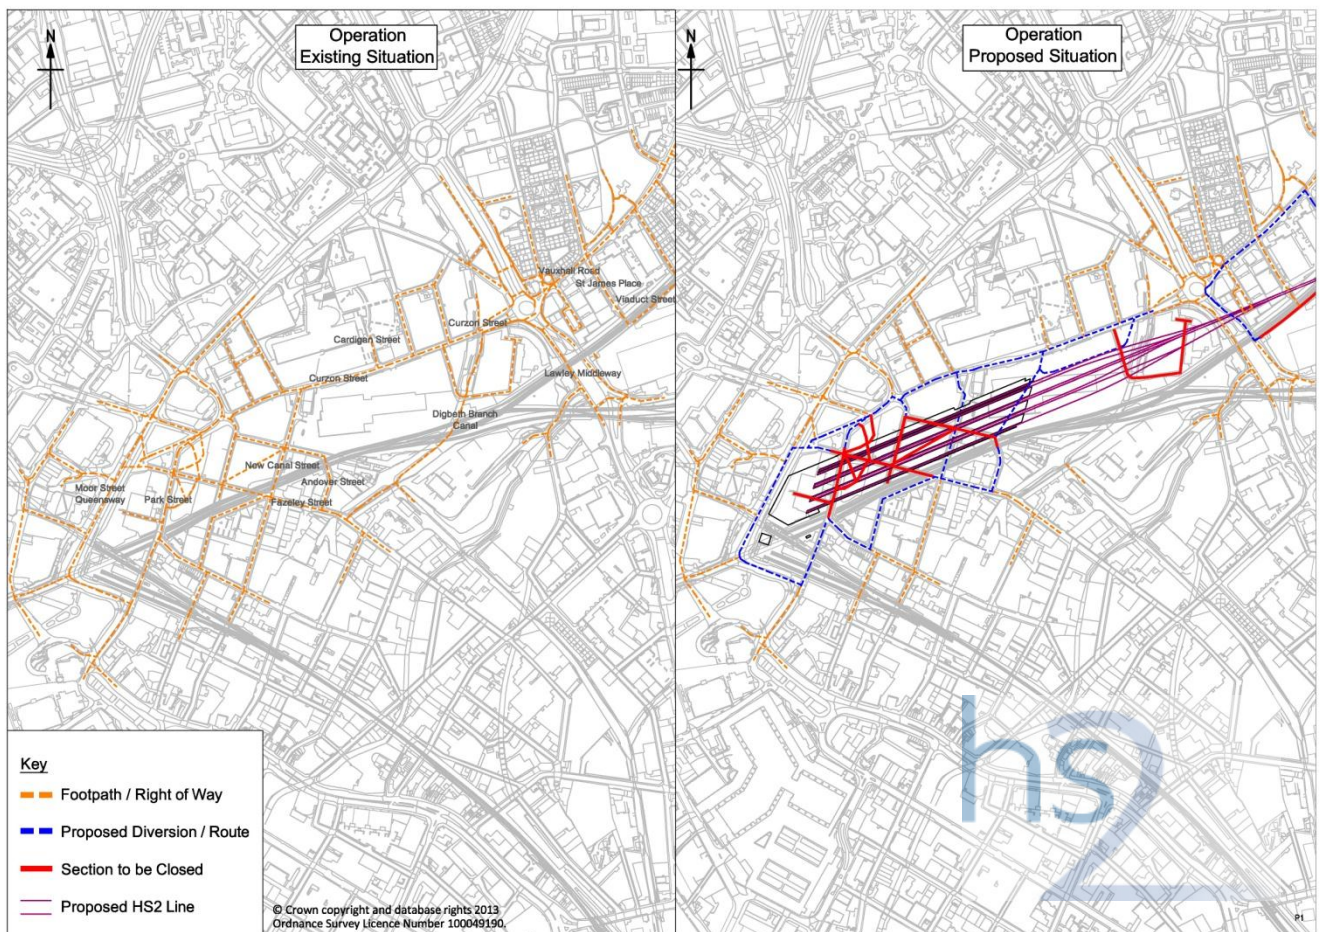 N
Operation
Existing Situation
Vauxhall Road
St James Place
Viaduct Street
Curzon Street
Cardigan Street
Lawley Middleway
Curzon Street
Digbeth Branch
Canal
New Canal Street
Andover Street
Moor Street
Queensway
Park Street
Fazeley Street
Key
Footpath / Right of Way
Proposed Diversion / Route
Section to be Closed
Proposed HS2 Line
© Crown copyright and database rights 2013
Ordnance Survey Licence Number 100049190.
N
Operation
Proposed Situation
hs2
P1